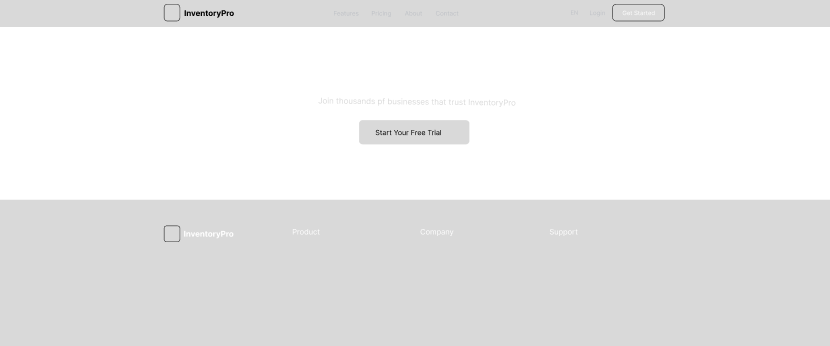 InventoryPro
Features Pricing About Contact
EN Login Get Started
Join thousands pf businesses that trust InventoryPro
Start Your Free Trial
InventoryPro
Product
Company
Support